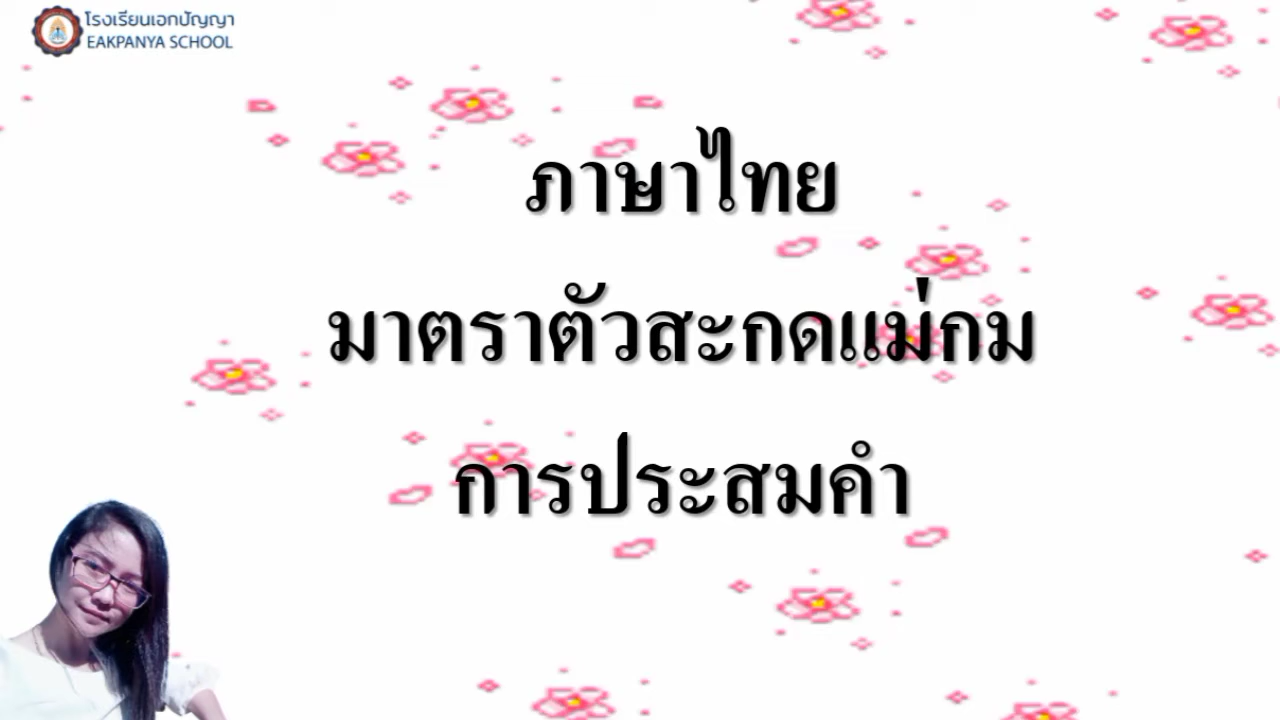 โรงเรียนเอกปัญญา
EAKPANYA SCHOOL
ภาษาไทย
มาตราตัวสะกดแม่กม
การประสมคำ